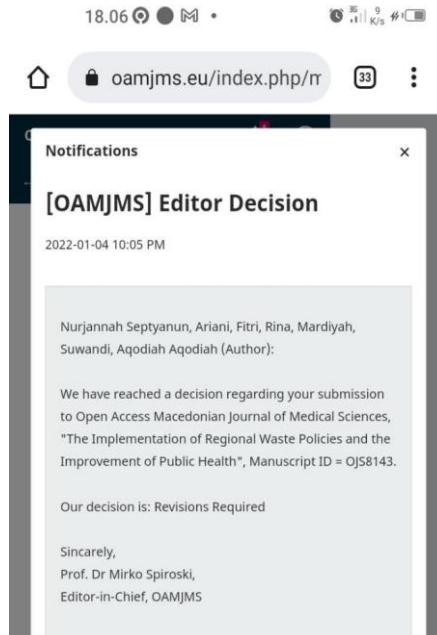 18.06
3G
9
K/s
oamjms.eu/index.php/m
33
Notifications
×
[OAMJMS] Editor Decision
2022-01-04 10:05 PM
Nurjannah Septyanun, Ariani, Fitri, Rina, Mardiyah,
Suwandi, Aqodiah Aqodiah (Author):
We have reached a decision regarding your submission
to Open Access Macedonian Journal of Medical Sciences,
"The Implementation of Regional Waste Policies and the
Improvement of Public Health", Manuscript ID = OJS8143.
Our decision is: Revisions Required
Sincerely,
Prof. Dr Mirko Spiroski,
Editor-in-Chief, OAMJMS